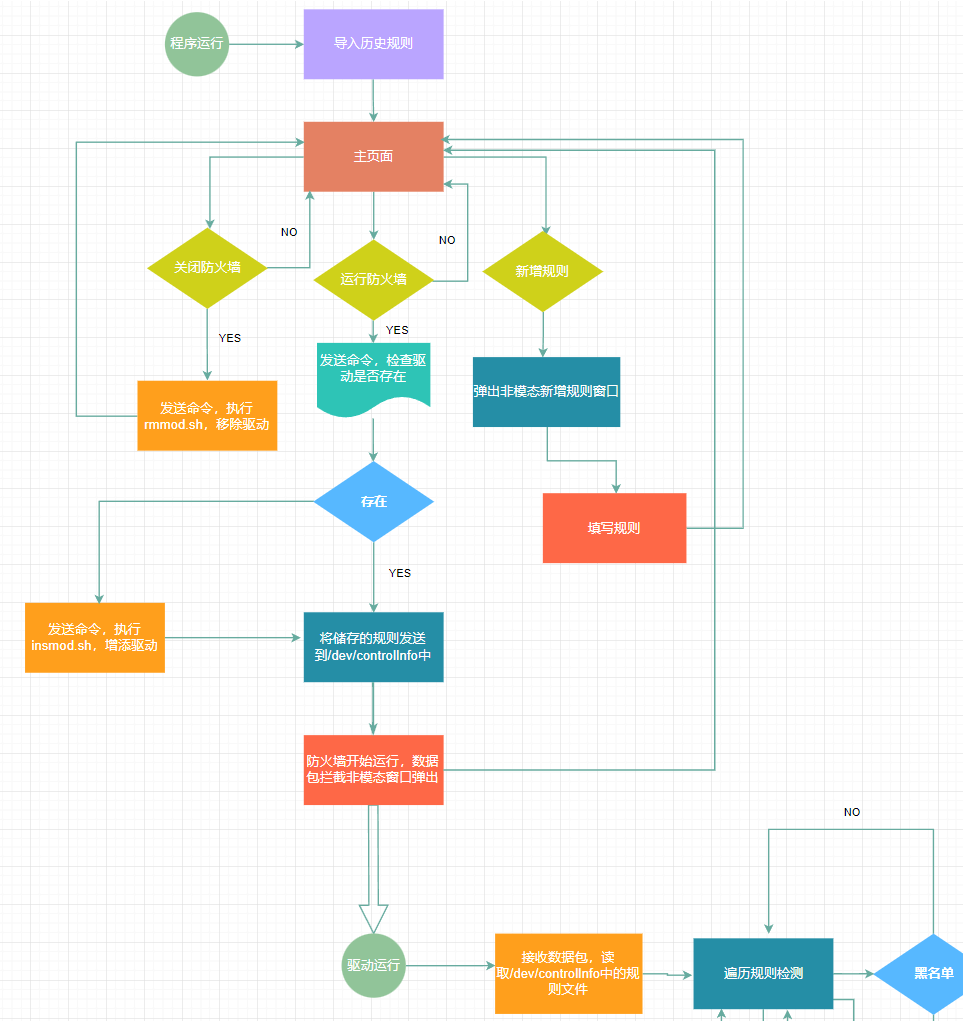 程序运行
导入历史规则
主页面
NO
NO
关闭防火墙
运行防火墙
新增规则
YES
YES
发送命令，检查驱
动是否存在
弹出非模态新增规则窗口
发送命令，执行
rmmod.sh，移除驱动
存在
填写规则
YES
发送命令，执行
insmod.sh，增添驱动
将储存的规则发送
到/dev/controlInfo中
防火墙开始运行，数据
包拦截非模态窗口弹出
NO
驱动运行
接收数据包，读
取/dev/controlInfo中的规
则文件
遍历规则检测
黑名单